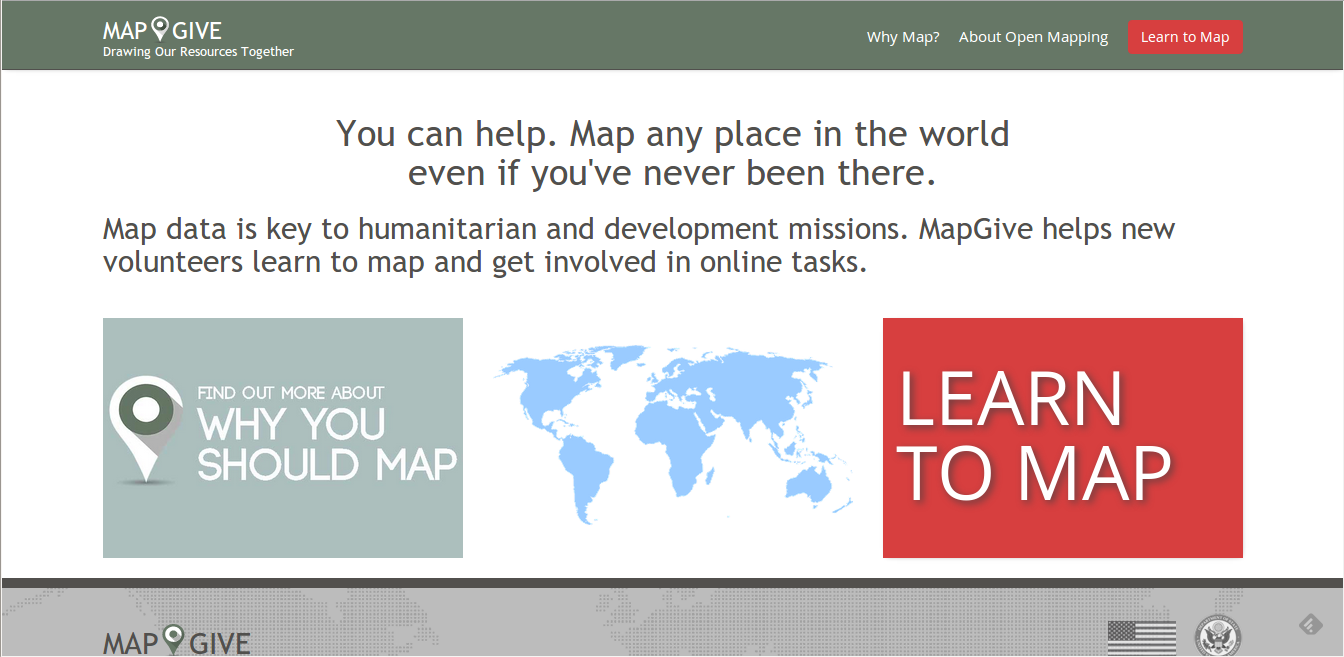 MAP GIVE
Drawing Our Resources Together
Why Map? About Open Mapping Learn to Map
You can help. Map any place in the world
even if you've never been there.
Map data is key to humanitarian and development missions. MapGive helps new
volunteers learn to map and get involved in online tasks.
FIND OUT MORE ABOUT
WHY YOU
SHOULD MAP
LEARN
TO MAP
MAP GIVE